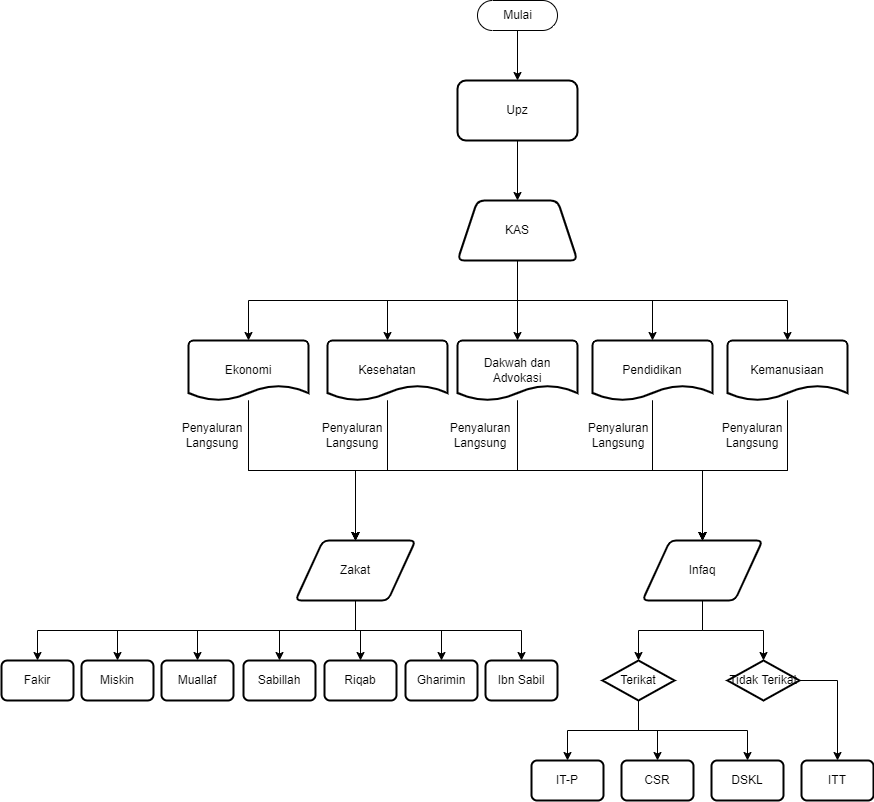 Mulai
Upz
KAS
Ekonomi
Kesehatan
Dakwah dan
Advokasi
Pendidikan
Kemanusiaan
Penyaluran
Langsung
Penyaluran
Langsung
Penyaluran
Langsung
Penyaluran
Langsung
Penyaluran
Langsung
Zakat
Infaq
Fakir
Miskin
Muallaf
Sabillah
Riqab
Gharimin
Ibn Sabil
Terikat
Tidak Terikat
IT-P
CSR
DSKL
ITT